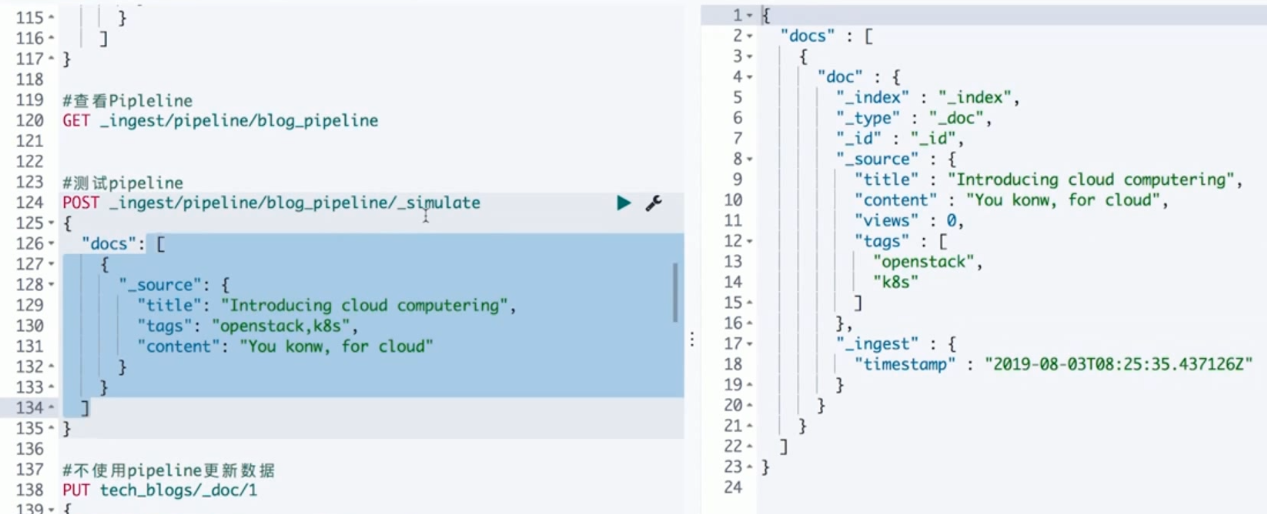 115 }
116 ]
117 }
118
119 #查看Pipleline
120 GET _ingest/pipeline/blog_pipeline
121
122
123 #测试pipeline
124 POST _ingest/pipeline/blog_pipeline/_simulate
125 {
126 "docs": [
127 {
128 "_source": {
129 "title": "Introducing cloud computering",
130 "tags": "openstack,k8s",
131 "content": "You konw, for cloud"
132 }
133 }
134 ]
135 }
136
137 #不使用pipeline更新数据
138 PUT tech_blogs/_doc/1
139 {
1 {
2 "docs" : [
3 {
4 "doc" : {
5 "_index" : "_index",
6 "_type" : "_doc",
7 "_id" : "_id",
8 "_source" : {
9 "title" : "Introducing cloud computering",
10 "content" : "You konw, for cloud",
11 "views" : 0,
12 "tags" : [
13 "openstack",
14 "k8s"
15 ]
16 },
17 "_ingest" : {
18 "timestamp" : "2019-08-03T08:25:35.437126Z"
19 }
20 }
21 }
22 ]
23 }
24